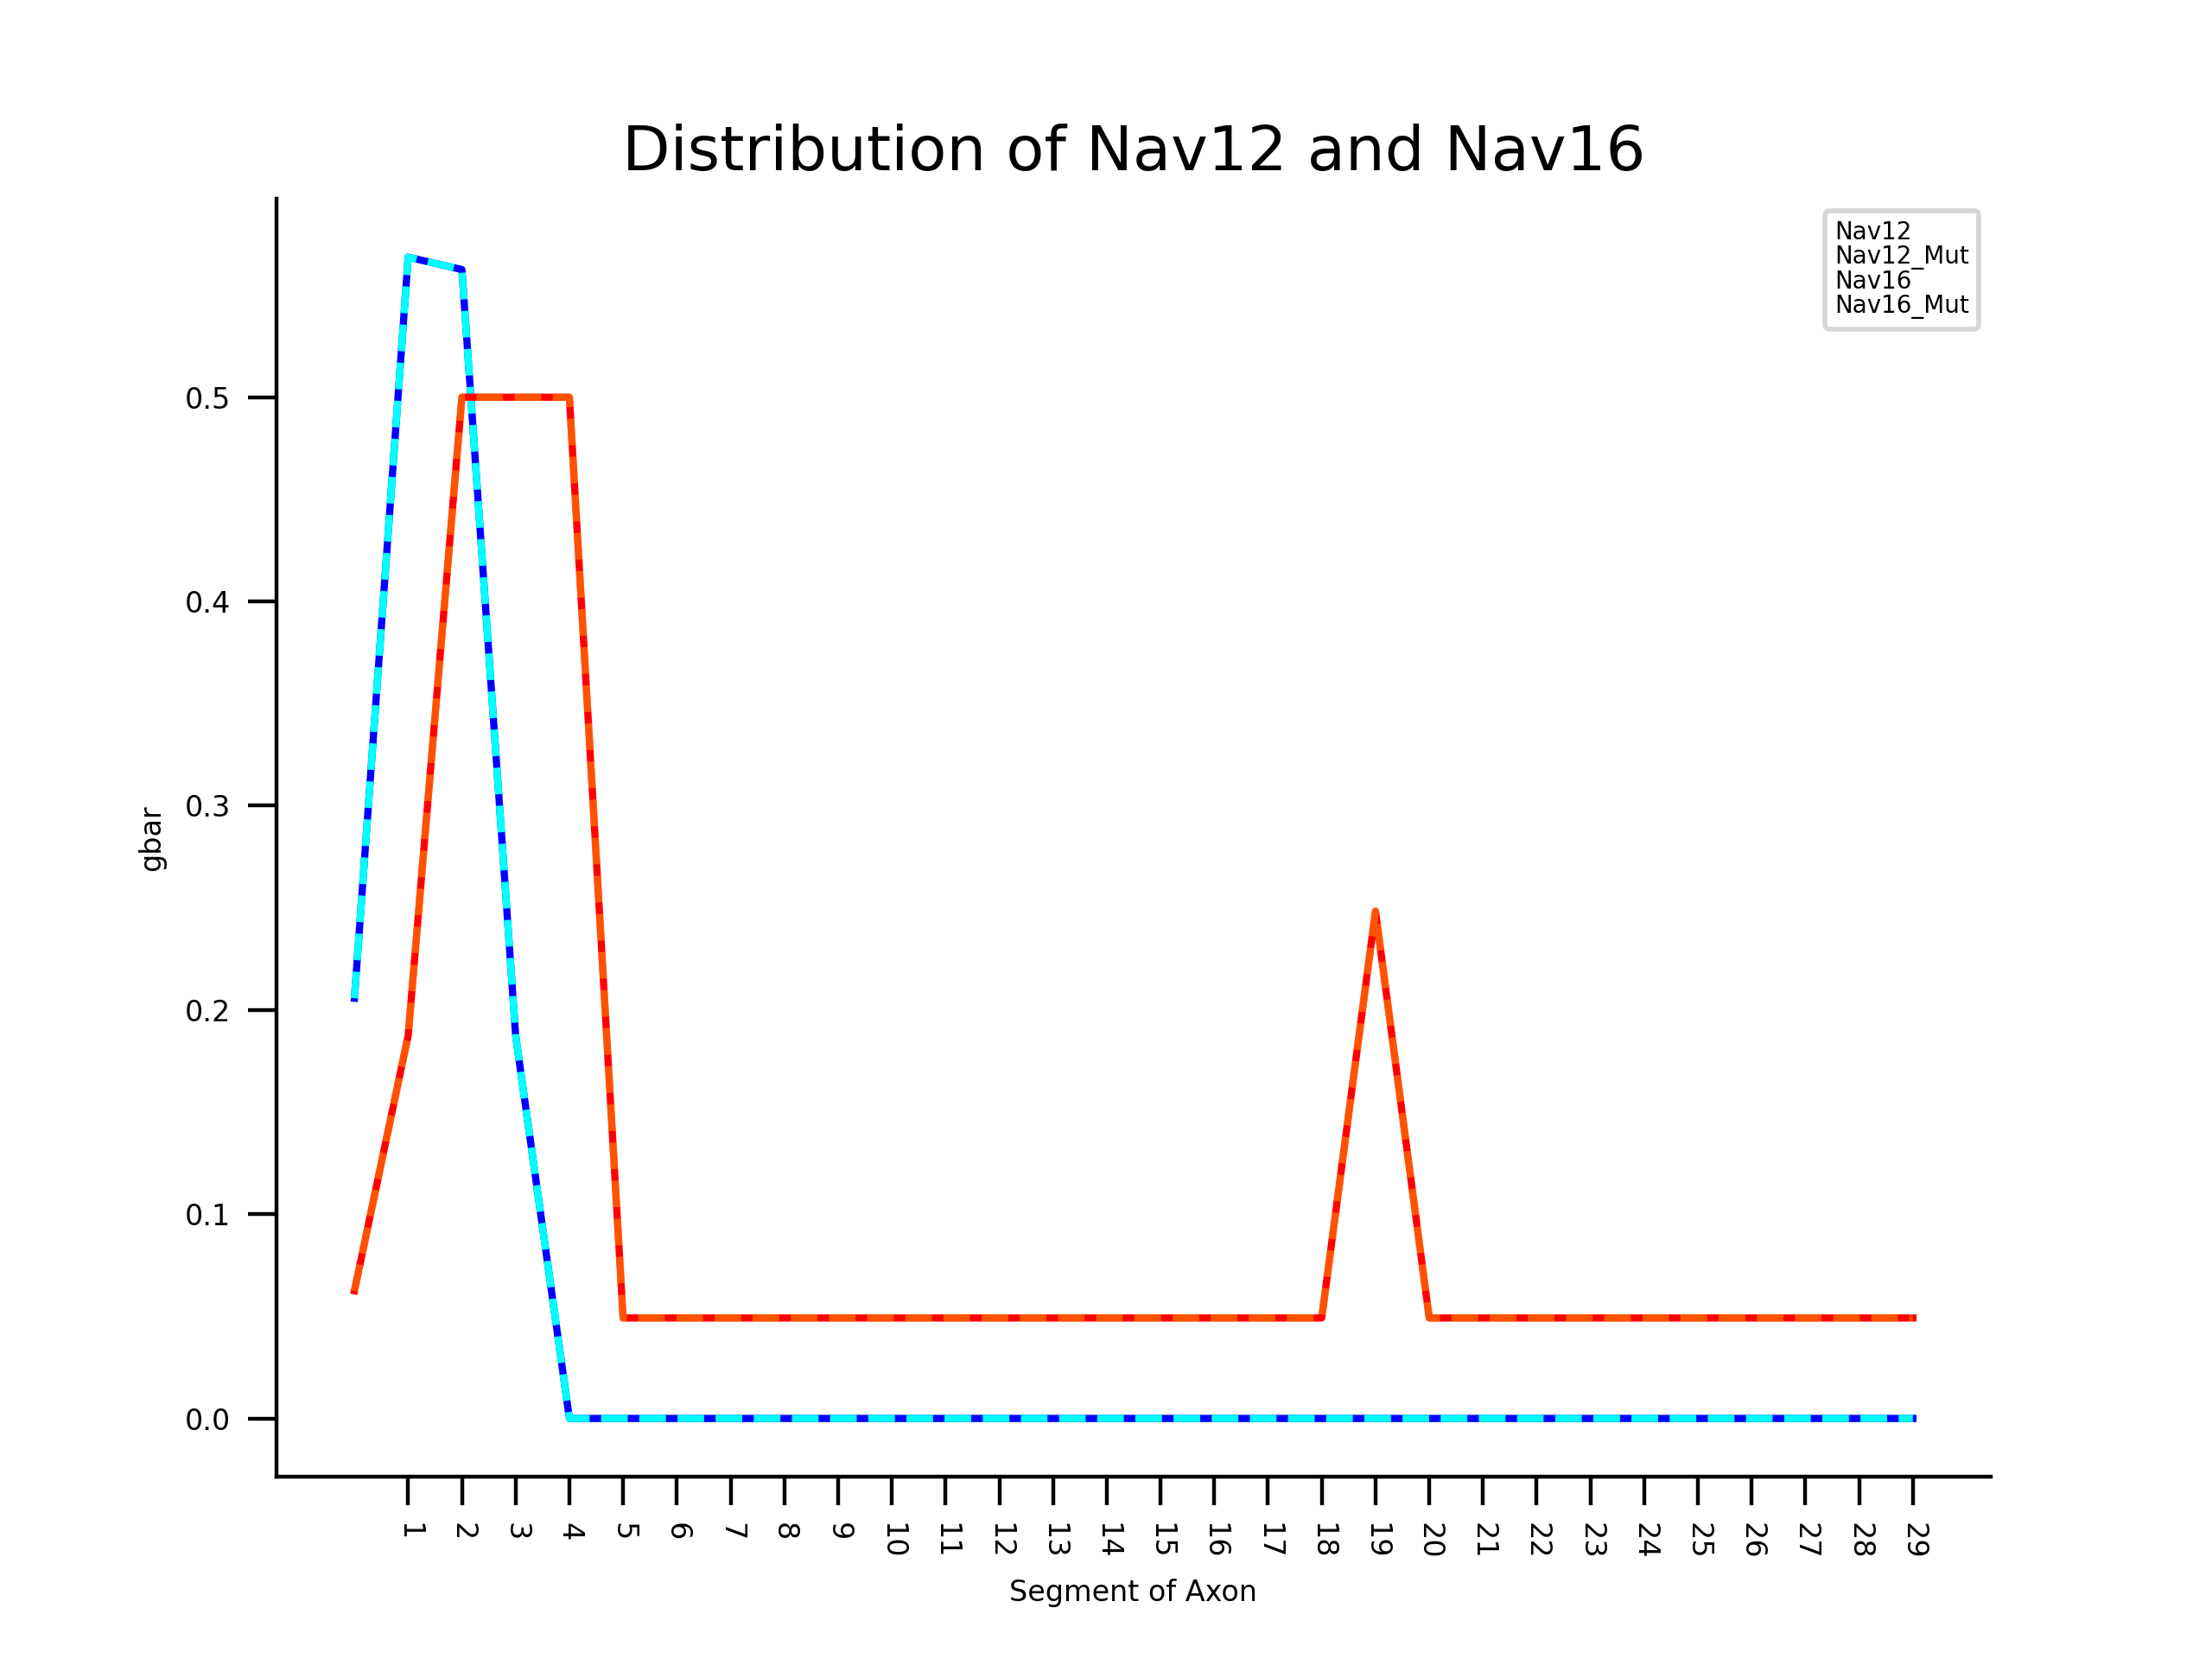 Distribution of Nav12 and Nav16
Nav12
Nav12_Mut
Nav16
Nav16_Mut
0.5
0.4
0.3
0.2
0.1
0.0
gbar
1 2 3 4 5 6 7 8 9 10 11 12 13 14 15 16 17 18 19 20 21 22 23 24 25 26 27 28 29
Segment of Axon